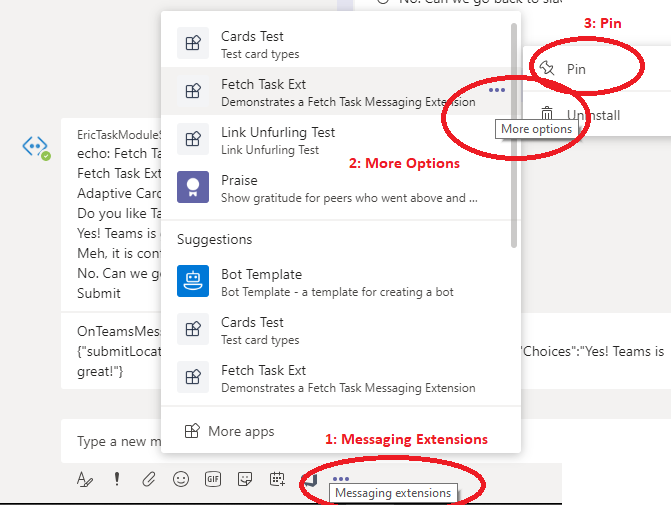 No. Can we go back to
3: Pin
Cards Test
Test card types
Pin
Fetch Task Ext
Demonstrates a Fetch Task Messaging Extension
More options
Uninstall
EricTaskModule
echo: Fetch Ta
Link Unfurling Test
Link Unfurling Test
Fetch Task Ext
2: More Options
Adaptive Card
Praise
Show gratitude for peers who went above and ...
Do you like Ta
Yes! Teams is
Meh, it is con
Suggestions
No. Can we g
Bot Template
Bot Template - a template for creating a bot
Submit
Cards Test
Test card types
OnTeamsMes
{"submitLocat
"Choices":"Yes! Teams is
great!"}
Fetch Task Ext
Demonstrates a Fetch Task Messaging Extension
More apps
1: Messaging Extensions
Type a new m
GIF
Messaging extensions